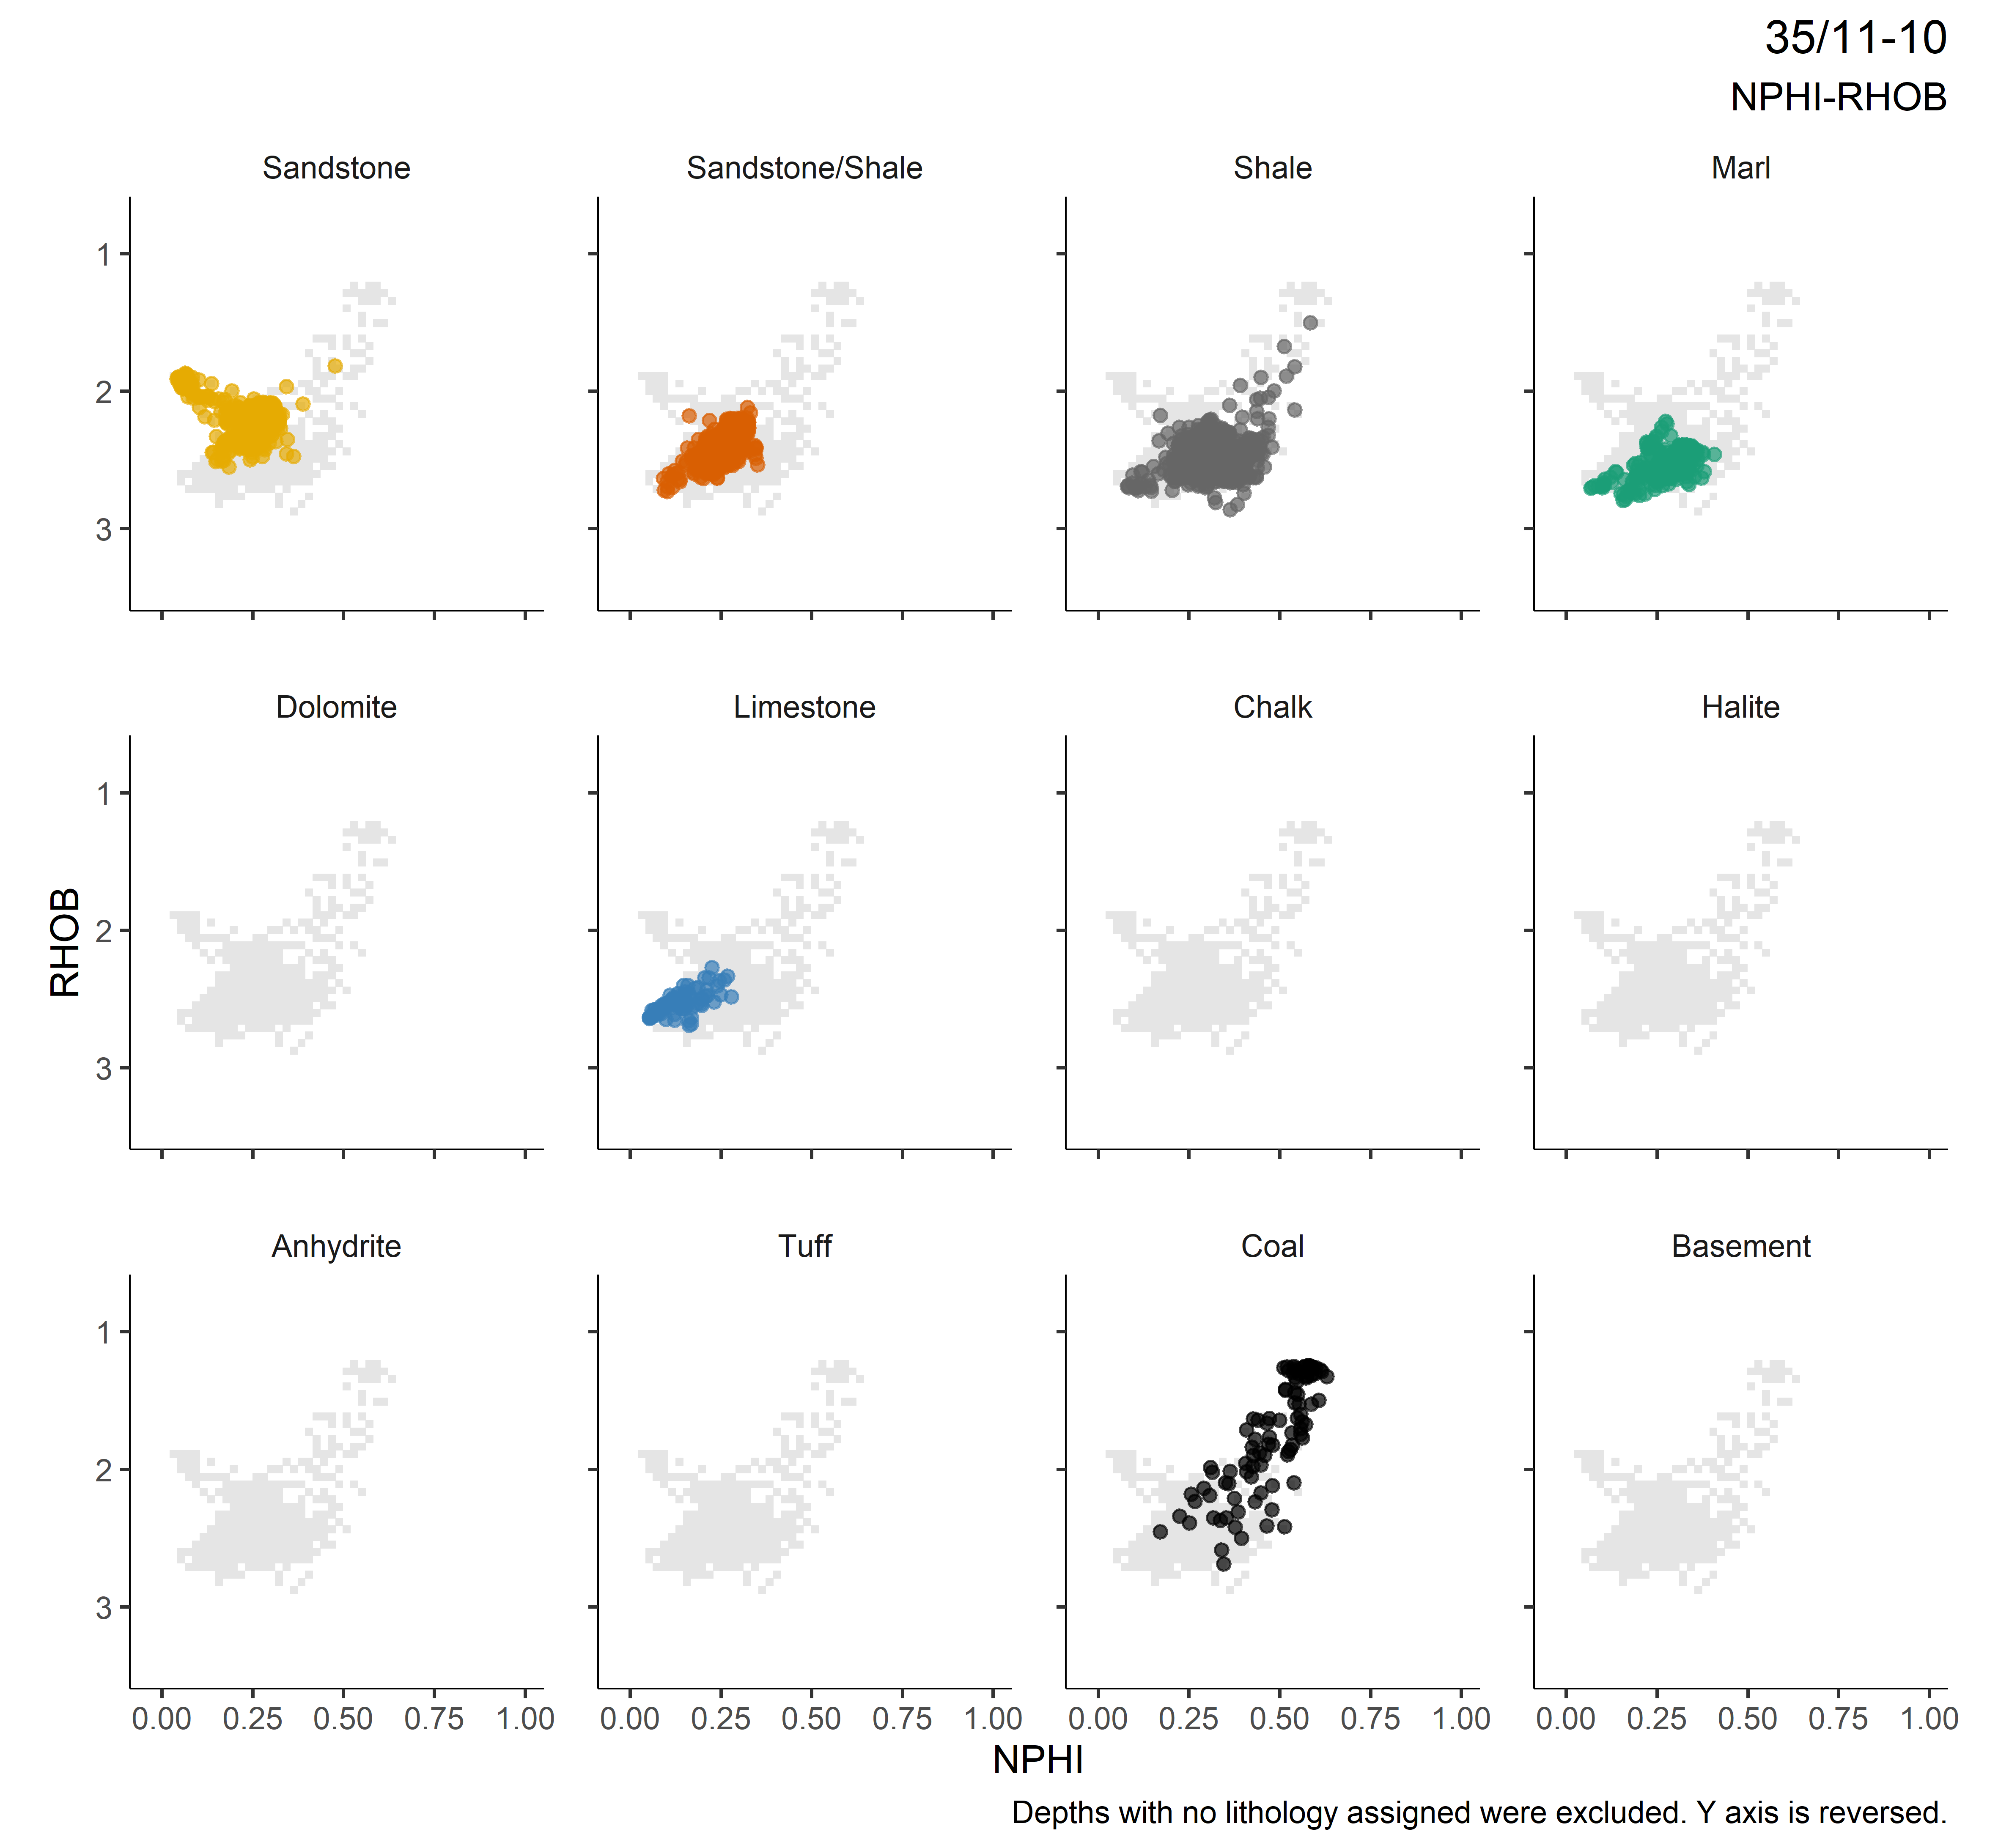 35/11-10
NPHI-RHOB
Sandstone Sandstone/Shale Shale Marl
1
2
3
Dolomite Limestone Chalk Halite
1
2
3
RHOB
Anhydrite Tuff Coal Basement
1
2
3
0.00 0.25 0.50 0.75 1.00 0.00 0.25 0.50 0.75 1.00 0.00 0.25 0.50 0.75 1.00 0.00 0.25 0.50 0.75 1.00
NPHI
Depths with no lithology assigned were excluded. Y axis is reversed.